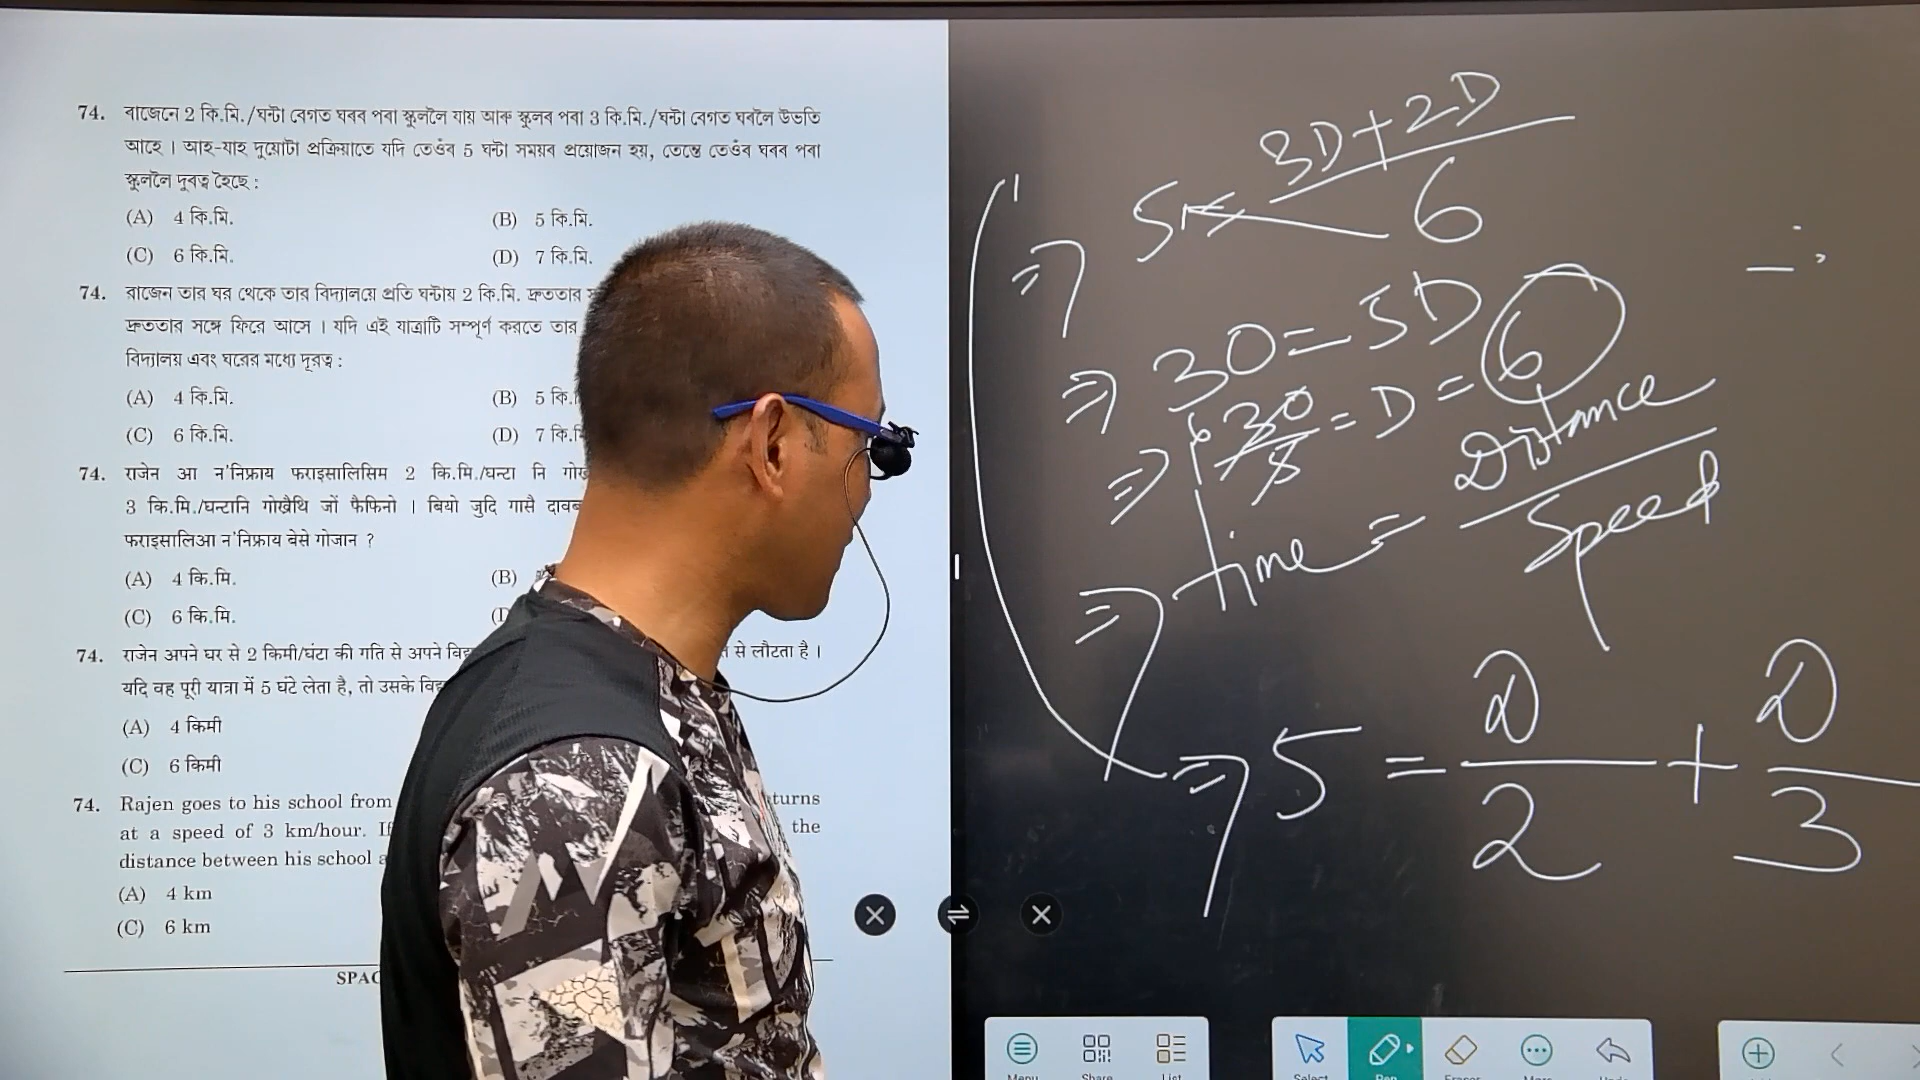 74. ৰাজেনে 2 কি.মি./ঘন্টা বেগত ঘৰৰ পৰা স্কুললৈ যায় আৰু স্কুলৰ পৰা 3 কি.মি./ঘন্টা বেগত ঘৰলৈ উভতি
আহে । আহ-যাহ দুয়োটা প্ৰক্ৰিয়াতে যদি তেওঁৰ 5 ঘন্টা সময়ৰ প্ৰয়োজন হয়, তেন্তে তেওঁৰ ঘৰৰ পৰা
স্কুললৈ দুৰত্ব হৈছে :
(A) 4 কি.মি. (B) 5 কি.মি.
(C) 6 কি.মি. (D) 7 কি.মি.
74. রাজেন তার ঘর থেকে তার বিদ্যালয়ে প্রতি ঘন্টায় 2 কি.মি. দ্রুততার
দ্রুততার সঙ্গে ফিরে আসে । যদি এই যাত্রাটি সম্পূর্ণ করতে তার
বিদ্যালয় এবং ঘরের মধ্যে দূরত্ব :
(A) 4 কি.মি. (B) 5 কি.
(C) 6 কি.মি. (D) 7 কি.মি
74. राजेन आ न'निफ्राय फराइसालिसिम 2 कि.मि./घन्टा नि
3 कि.मि./घन्टानि गोख्रैथि जों फैफिनो । बियो जुदि गासै
फराइसालिआ न'निफ्राय बेसे गोजान ?
(A) 4 कि.मि. (B)
(C) 6 कि.मि.
74. राजेन अपने घर से 2 किमी/घंटा की गति से अपने से लौटता है ।
यदि वह पूरी यात्रा में 5 घंटे लेता है, तो उसके
(A) 4 किमी
(C) 6 किमी
74. Rajen goes to his school from
at a speed of 3 km/hour. the
distance between his school
(A) 4 km
(C) 6 km
3D+2D
⇒ 5 = 6
⇒ 30 = 5D
⇒ 30/5 = D = 6
⇒ time = Distance/Speed
⇒ 5 = D/2 + D/3
Menu Share List Select Pen Eraser More Undo